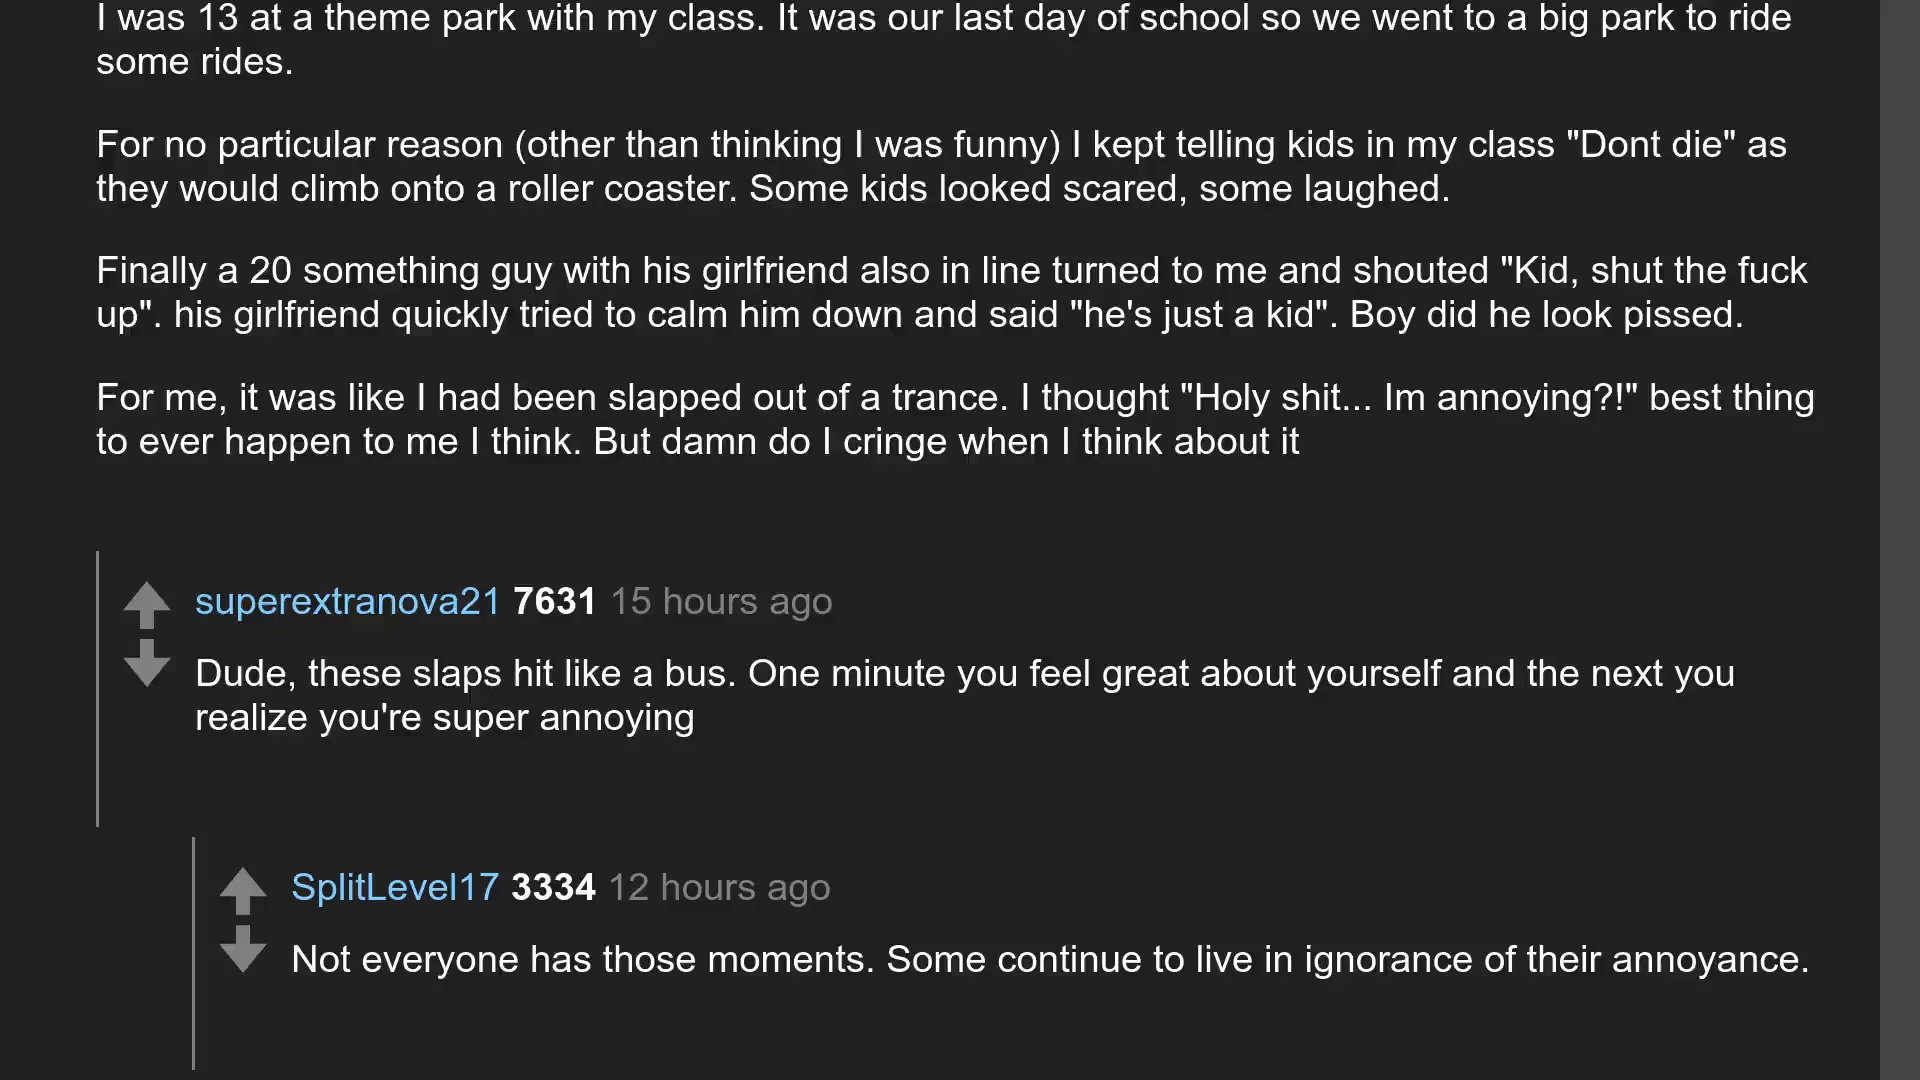 I was 13 at a theme park with my class. It was our last day of school so we went to a big park to ride
some rides.
For no particular reason (other than thinking I was funny) I kept telling kids in my class "Dont die" as
they would climb onto a roller coaster. Some kids looked scared, some laughed.
Finally a 20 something guy with his girlfriend also in line turned to me and shouted "Kid, shut the fuck
up". his girlfriend quickly tried to calm him down and said "he's just a kid". Boy did he look pissed.
For me, it was like I had been slapped out of a trance. I thought "Holy shit... Im annoying?!" best thing
to ever happen to me I think. But damn do I cringe when I think about it
superextranova21 7631 15 hours ago
Dude, these slaps hit like a bus. One minute you feel great about yourself and the next you
realize you're super annoying
SplitLevel17 3334 12 hours ago
Not everyone has those moments. Some continue to live in ignorance of their annoyance.